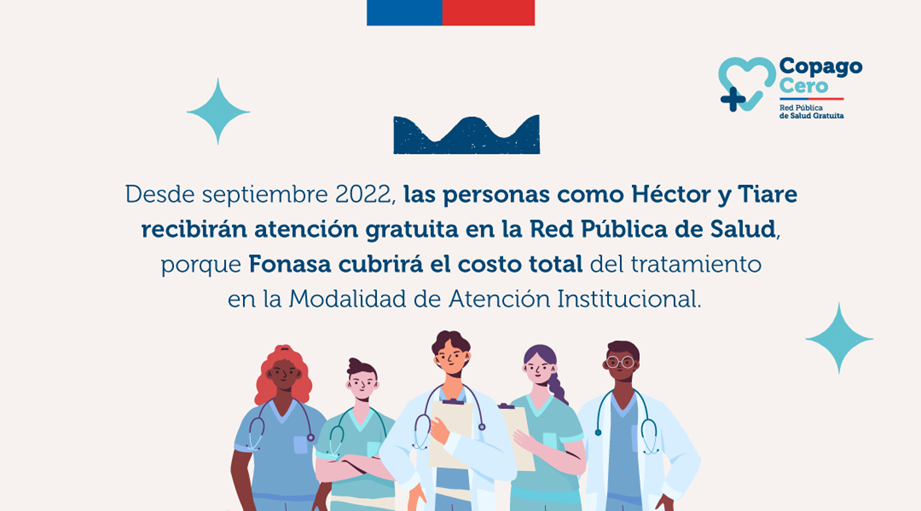 Copago
Cero
Red Pública
de Salud Gratuita
Desde septiembre 2022, las personas como Héctor y Tiare
recibirán atención gratuita en la Red Pública de Salud,
porque Fonasa cubrirá el costo total del tratamiento
en la Modalidad de Atención Institucional.